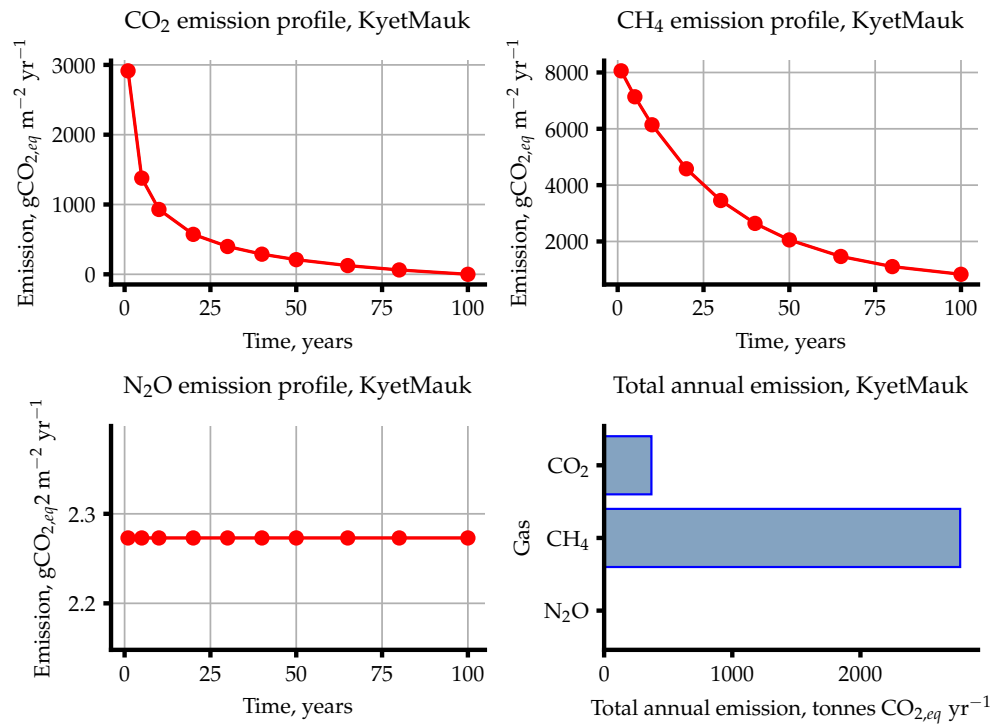 CO₂ emission profile, KyetMauk
Emission, gCO₂,eq m⁻² yr⁻¹
3000
2000
1000
0
0 25 50 75 100
Time, years
CH₄ emission profile, KyetMauk
Emission, gCO₂,eq m⁻² yr⁻¹
8000
6000
4000
2000
0 25 50 75 100
Time, years
N₂O emission profile, KyetMauk
Emission, gCO₂,eq2 m⁻² yr⁻¹
2.3
2.2
0 25 50 75 100
Time, years
Total annual emission, KyetMauk
Gas
CO₂
CH₄
N₂O
0 1000 2000
Total annual emission, tonnes CO₂,eq yr⁻¹